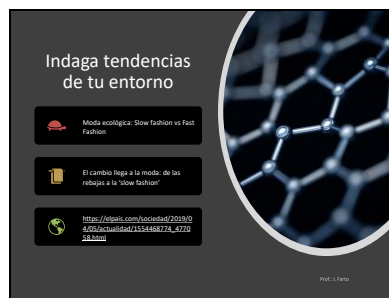 Indaga tendencias
de tu entorno
Moda ecológica: Slow fashion vs Fast
Fashion
El cambio llega a la moda: de las
rebajas a la 'slow fashion'
https://elpais.com/sociedad/2019/0
4/05/actualidad/1554468774_4770
58.html
Prof.: J. Farto